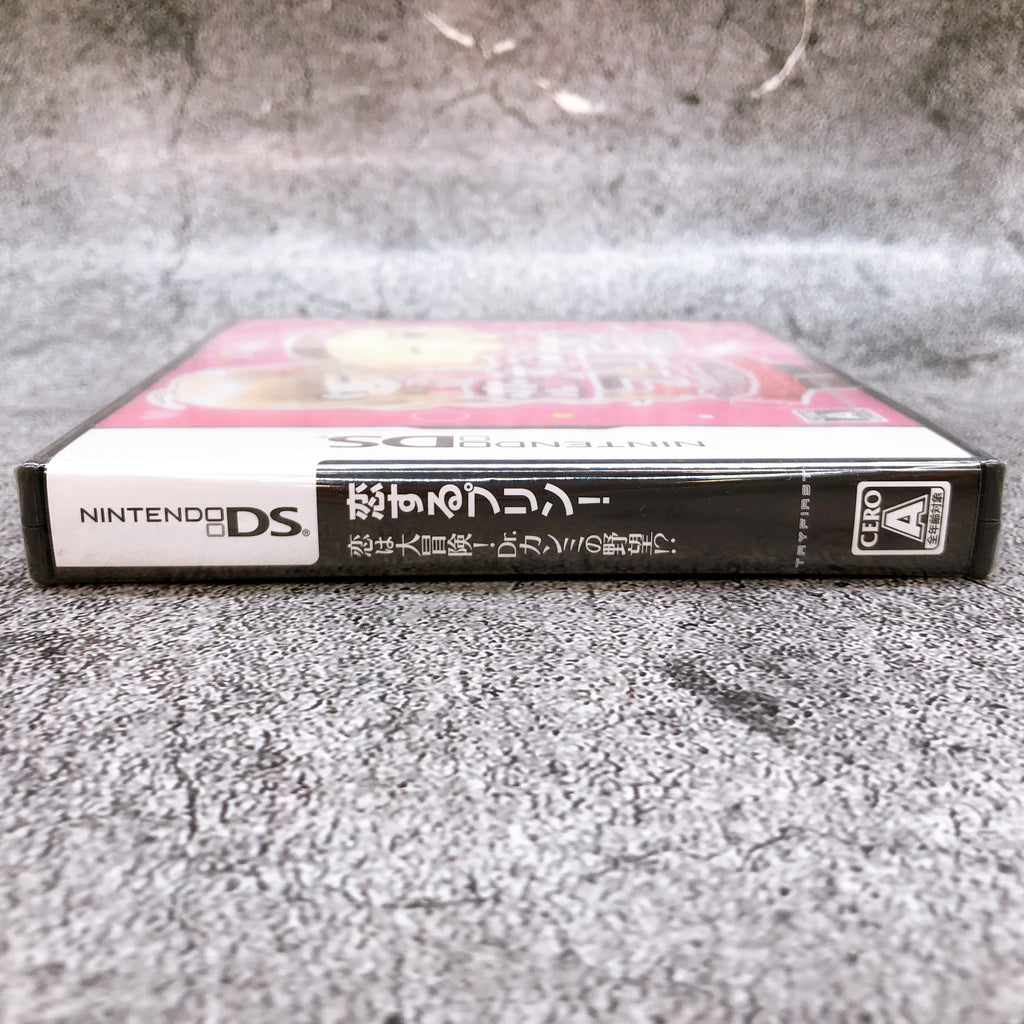 NINTENDO DS
NINTENDO DS®
恋するプリン!
恋は大冒険!Dr.カンミの野望!?
TRYFIRST
CERO
A
全年齢対象